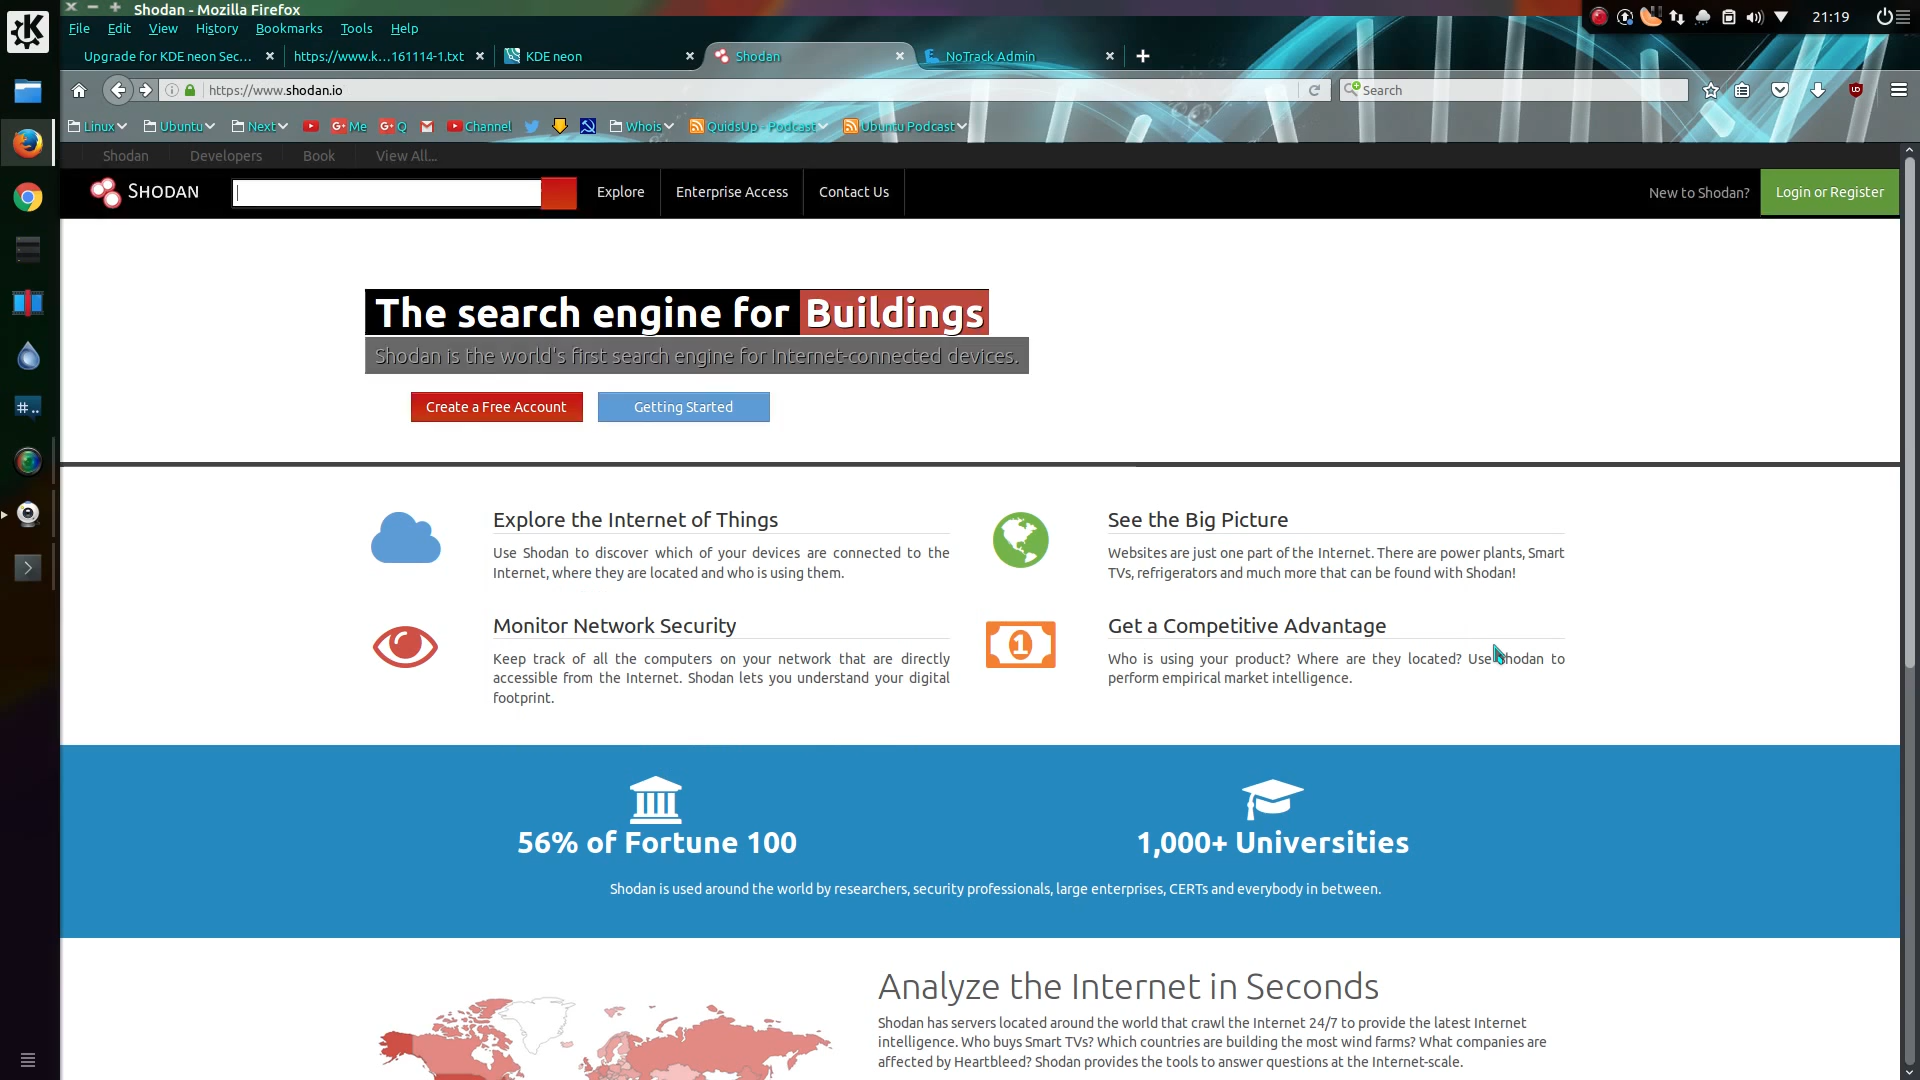 Shodan - Mozilla Firefox
21:19
File Edit View History Bookmarks Tools Help
Upgrade for KDE neon Sec... https://www.k...161114-1.txt KDE neon Shodan NoTrack Admin
https://www.shodan.io Search
Linux Ubuntu Next Me Q Channel Whois QuidsUp - Podcast Ubuntu Podcast
Shodan Developers Book View All...
SHODAN Explore Enterprise Access Contact Us New to Shodan? Login or Register
The search engine for Buildings
Shodan is the world's first search engine for Internet-connected devices.
Create a Free Account Getting Started
Explore the Internet of Things
Use Shodan to discover which of your devices are connected to the
Internet, where they are located and who is using them.
See the Big Picture
Websites are just one part of the Internet. There are power plants, Smart
TVs, refrigerators and much more that can be found with Shodan!
Monitor Network Security
Keep track of all the computers on your network that are directly
accessible from the Internet. Shodan lets you understand your digital
footprint.
Get a Competitive Advantage
Who is using your product? Where are they located? Use Shodan to
perform empirical market intelligence.
56% of Fortune 100
1,000+ Universities
Shodan is used around the world by researchers, security professionals, large enterprises, CERTs and everybody in between.
Analyze the Internet in Seconds
Shodan has servers located around the world that crawl the Internet 24/7 to provide the latest Internet
intelligence. Who buys Smart TVs? Which countries are building the most wind farms? What companies are
affected by Heartbleed? Shodan provides the tools to answer questions at the Internet-scale.